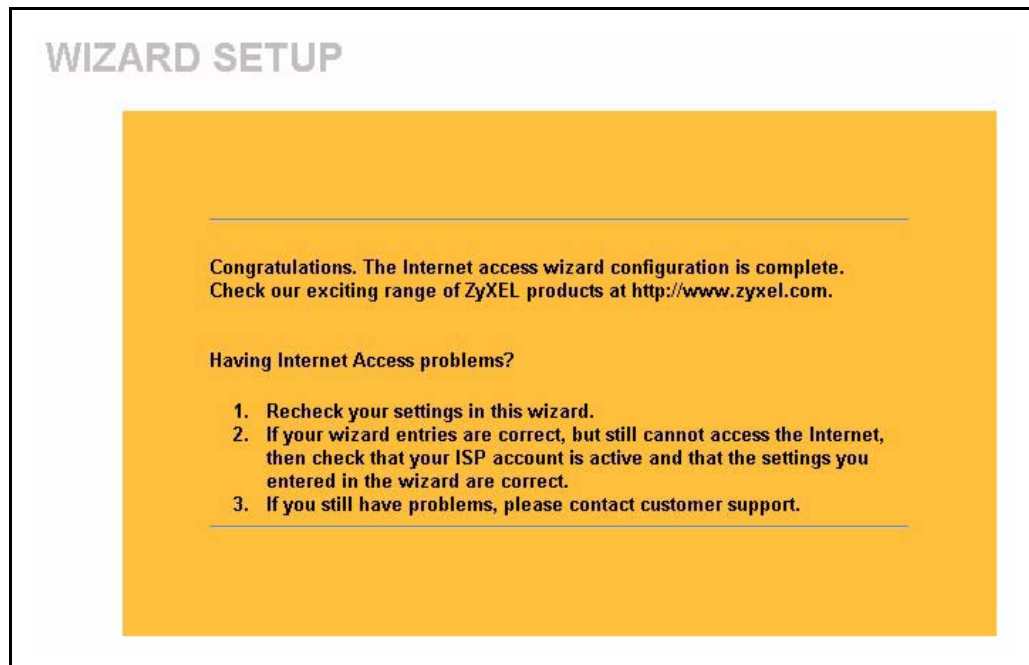 WIZARD SETUP
Congratulations. The Internet access wizard configuration is complete.
Check our exciting range of ZyXEL products at http://www.zyxel.com.
Having Internet Access problems?
1. Recheck your settings in this wizard.
2. If your wizard entries are correct, but still cannot access the Internet,
then check that your ISP account is active and that the settings you
entered in the wizard are correct.
3. If you still have problems, please contact customer support.